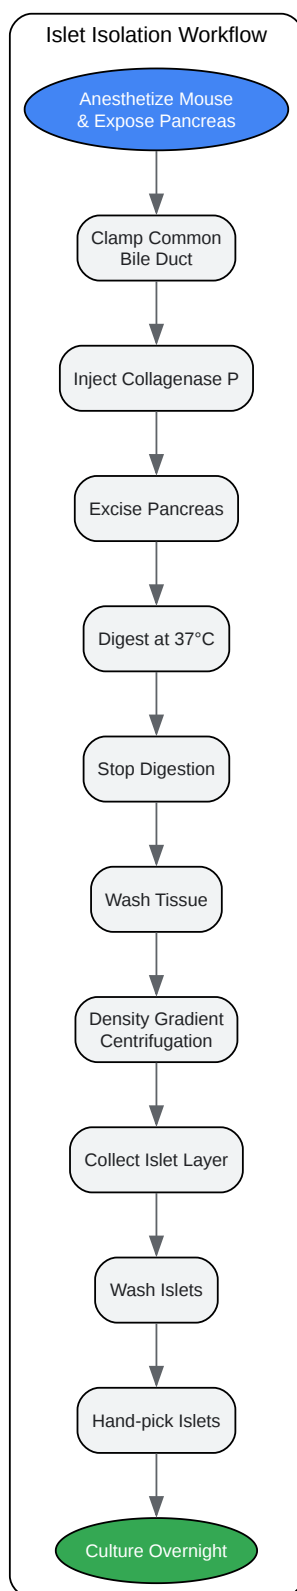 Islet Isolation Workflow
Anesthetize Mouse
& Expose Pancreas
Clamp Common
Bile Duct
Inject Collagenase P
Excise Pancreas
Digest at 37°C
Stop Digestion
Wash Tissue
Density Gradient
Centrifugation
Collect Islet Layer
Wash Islets
Hand-pick Islets
Culture Overnight